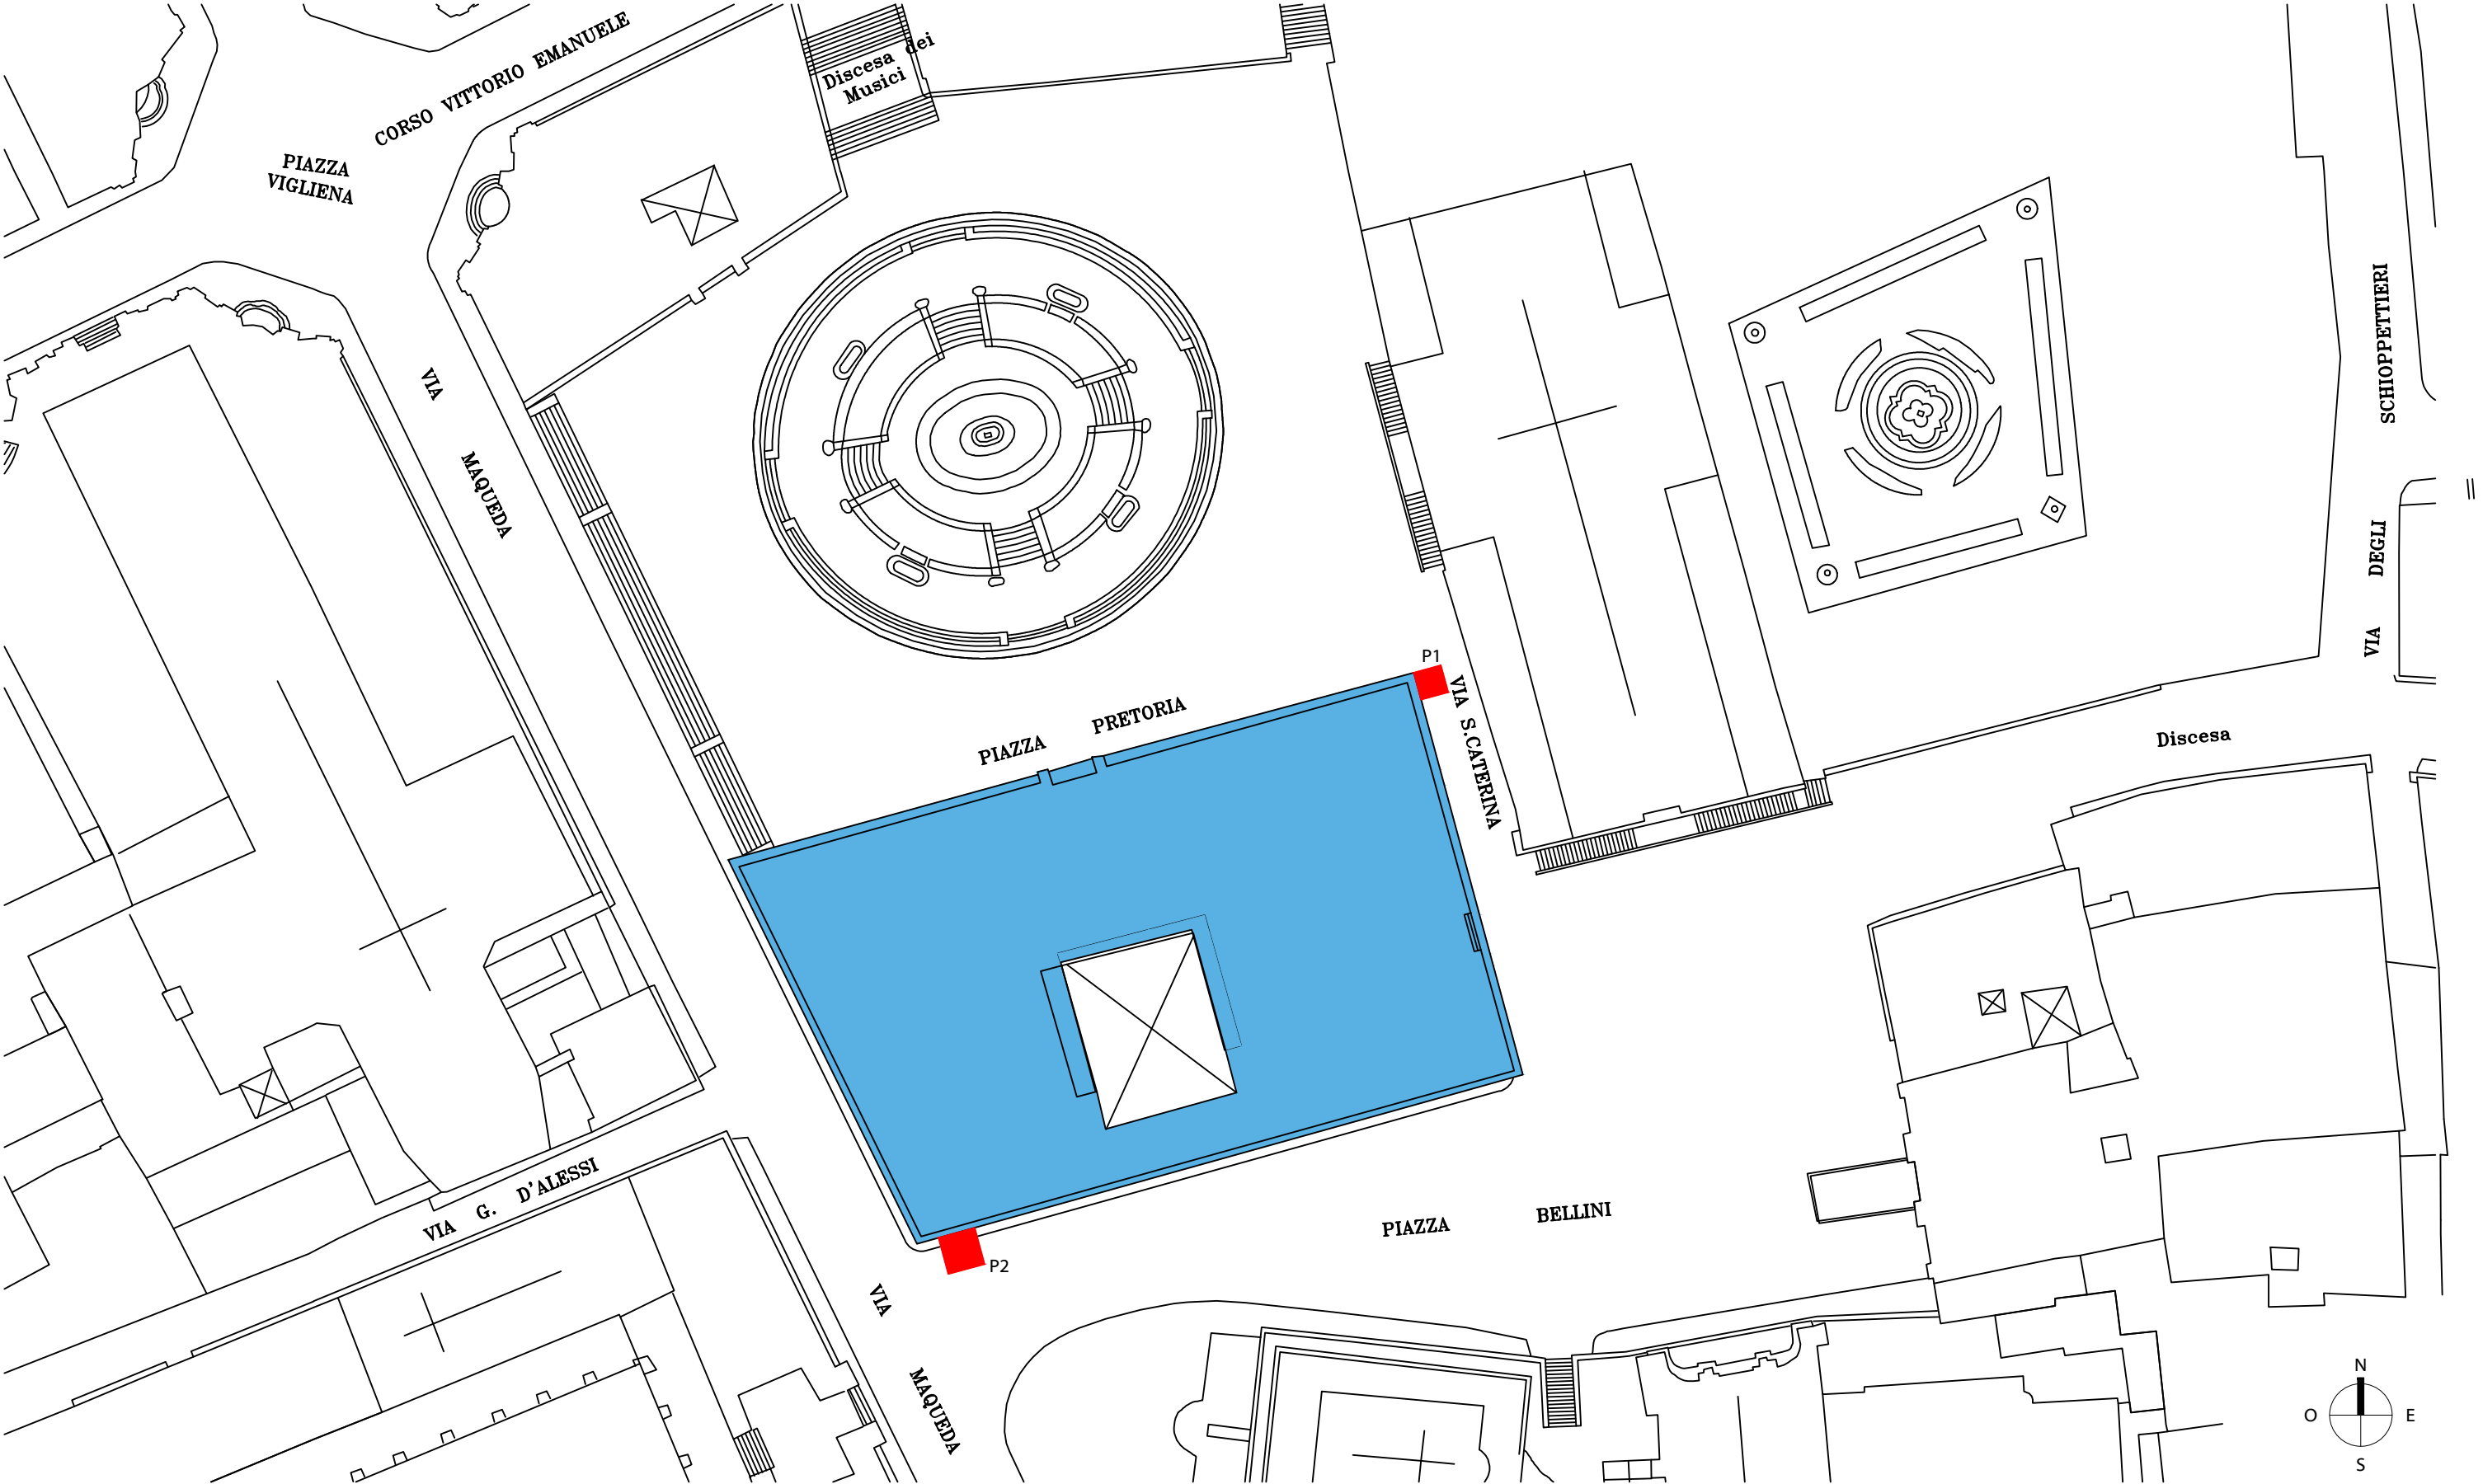 CORSO VITTORIO EMANUELE
Discesa dei
Musici
PIAZZA
VIGLIENA
VIA
MAQUEDA
SCHIOPPETTIERI
DEGLI
VIA
P1
PIAZZA PRETORIA
VIA S.CATERINA
Discesa
VIA G. D'ALESSI
PIAZZA BELLINI
P2
VIA
MAQUEDA
N
O E
S